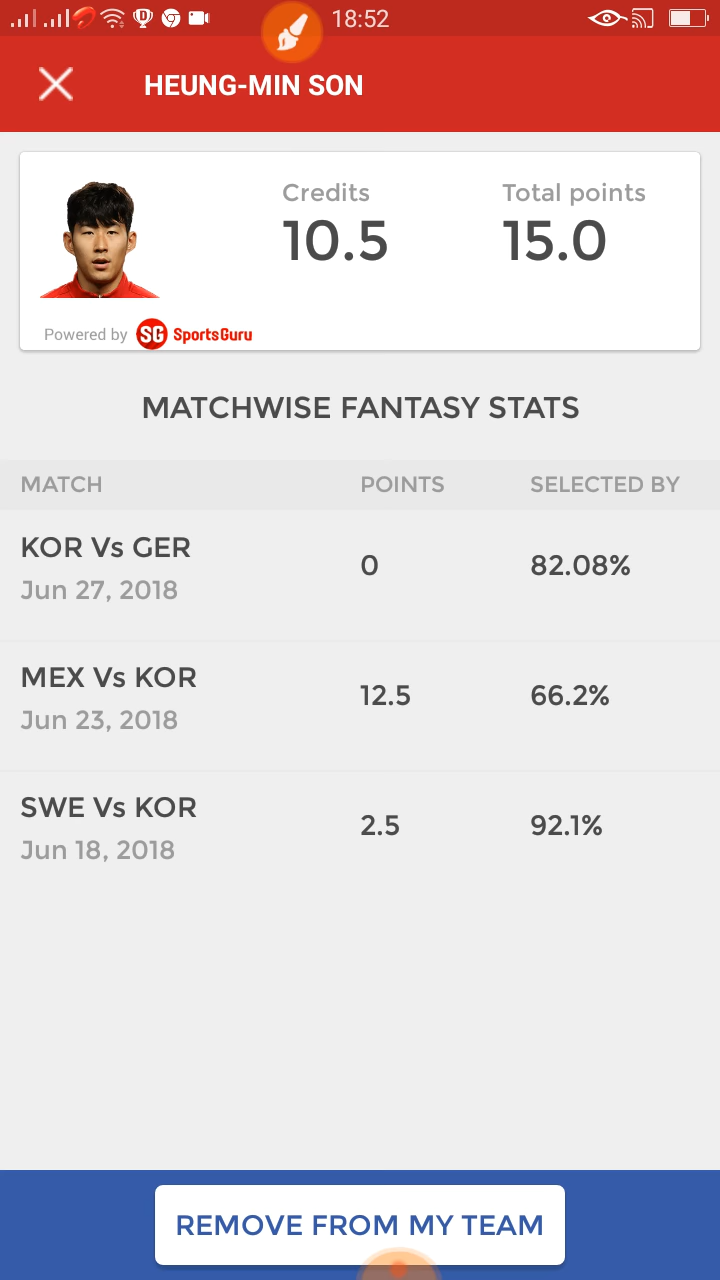 18:52
HEUNG-MIN SON
Credits
Total points
10.5
15.0
Powered by SG SportsGuru
MATCHWISE FANTASY STATS
MATCH POINTS SELECTED BY
KOR Vs GER
0 82.08%
Jun 27, 2018
MEX Vs KOR
12.5 66.2%
Jun 23, 2018
SWE Vs KOR
2.5 92.1%
Jun 18, 2018
REMOVE FROM MY TEAM